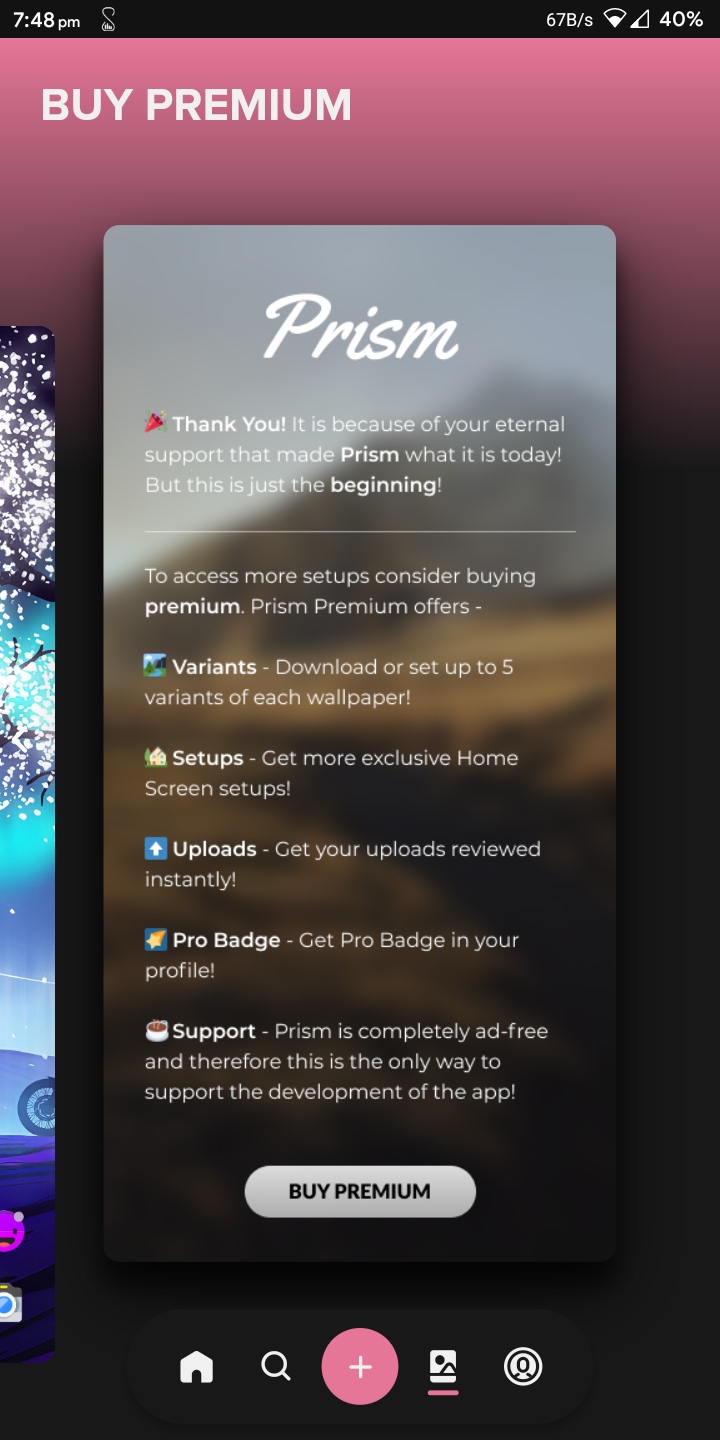 7:48 pm
67B/s
40%
BUY PREMIUM
Prism
🎉 Thank You! It is because of your eternal
support that made Prism what it is today!
But this is just the beginning!
To access more setups consider buying
premium. Prism Premium offers -
🏞️ Variants - Download or set up to 5
variants of each wallpaper!
🏡 Setups - Get more exclusive Home
Screen setups!
⬆️ Uploads - Get your uploads reviewed
instantly!
🌠 Pro Badge - Get Pro Badge in your
profile!
☕ Support - Prism is completely ad-free
and therefore this is the only way to
support the development of the app!
BUY PREMIUM